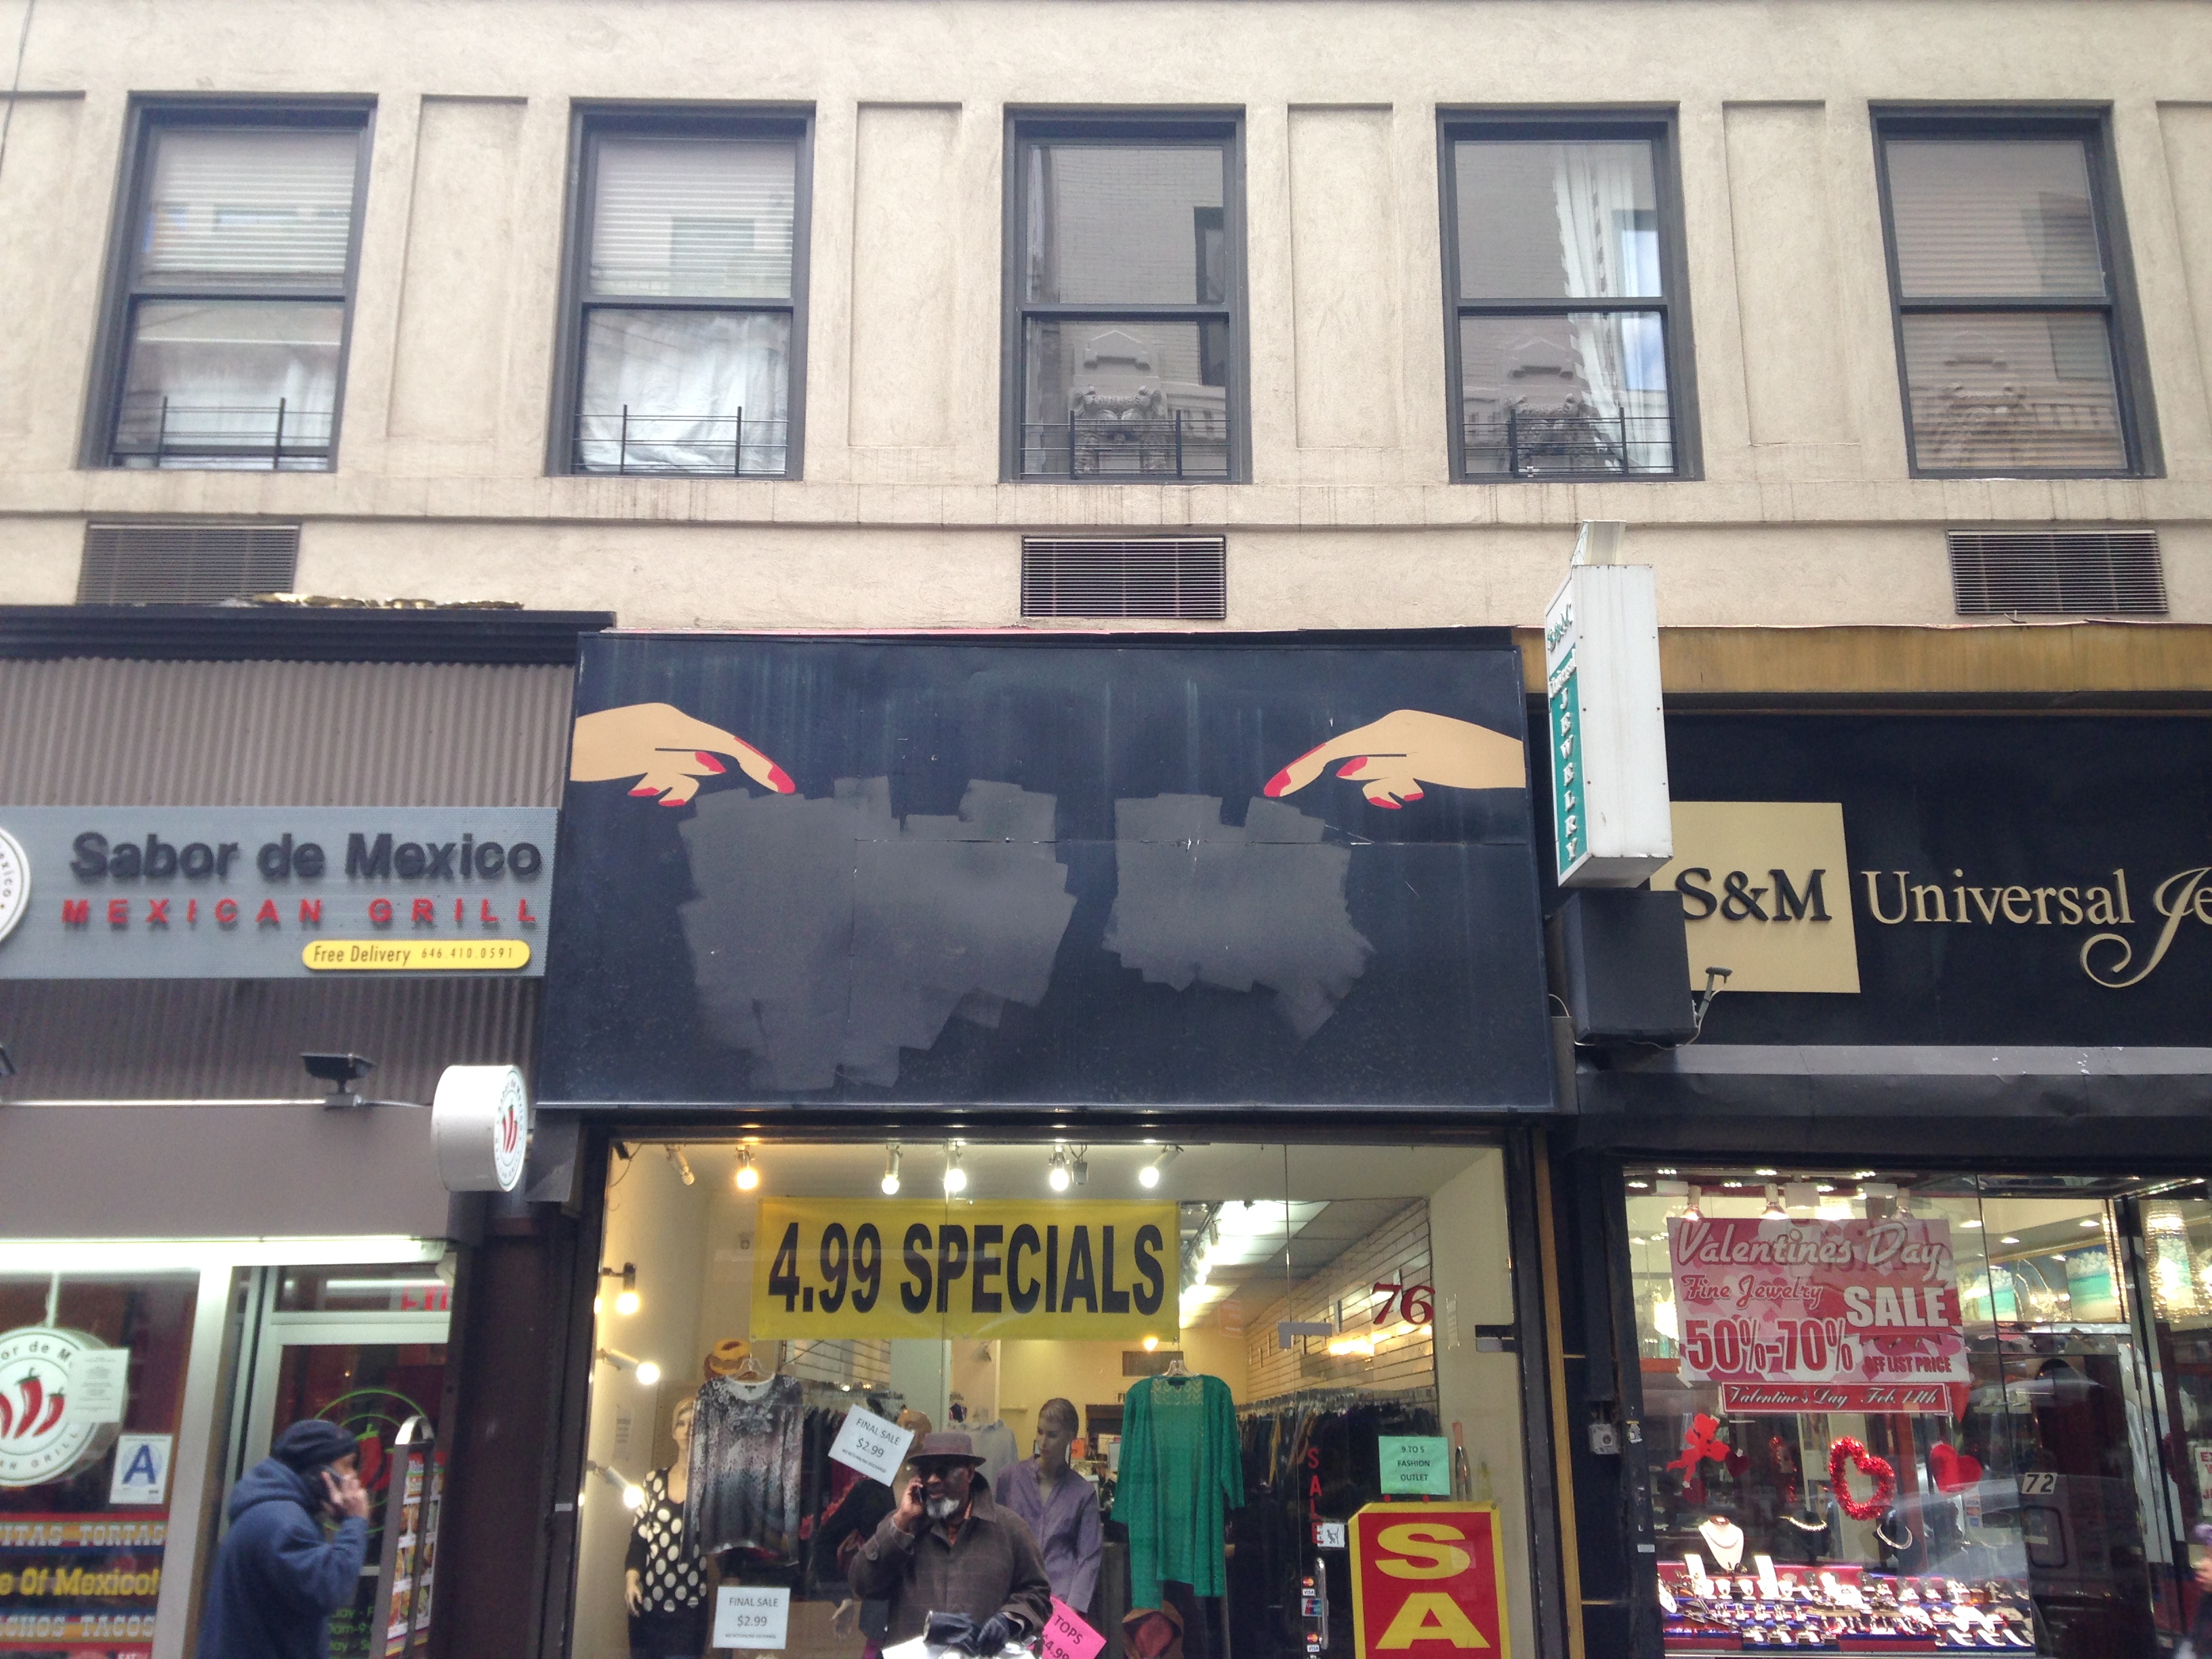 Sabor de Mexico
MEXICAN GRILL
Free Delivery 646.410.0591
S&M
Universal
JEWELRY
S&M
Universal
4.99 SPECIALS
76
FINAL SALE
$2.99
FINAL SALE
$2.99
TOPS
9 TO 5
FASHION
OUTLET
SALE
SA
VISA
A
TORTAS
Of Mexico!
TACOS
Valentines Day
Fine Jewelry
SALE
50%-70%
OFF LIST PRICE
Valentine's Day Feb. 14th
72